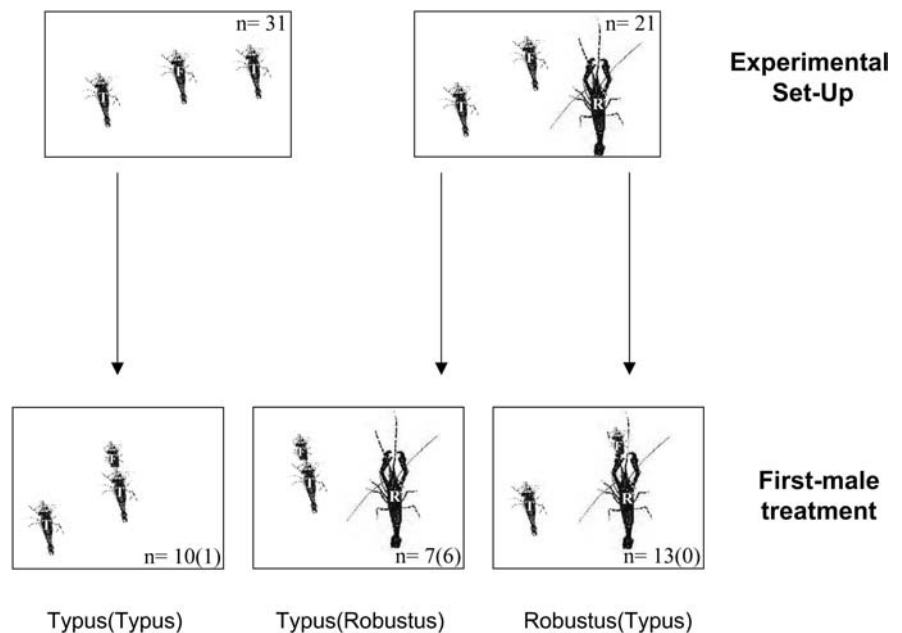 n= 31
T
F
T
n= 21
T
F
R
Experimental
Set-Up
T
F
T
n= 10(1)
F
T
R
n= 7(6)
T
F
R
n= 13(0)
First-male
treatment
Typus(Typus)
Typus(Robustus)
Robustus(Typus)